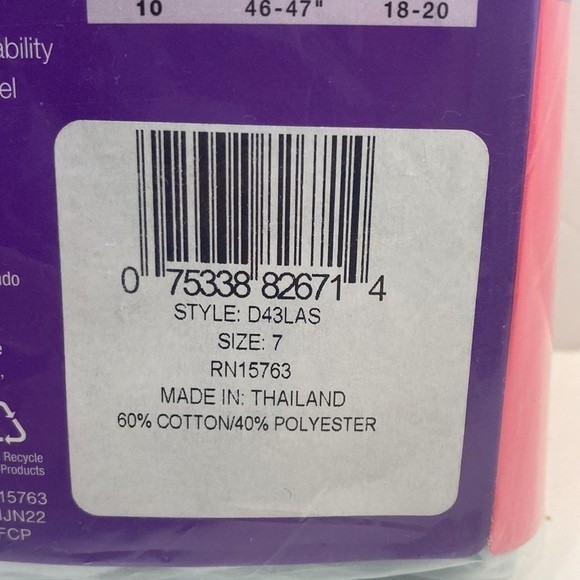 10 46-47" 18-20
ability
el
0 75338 82671 4
STYLE: D43LAS
SIZE: 7
RN15763
MADE IN: THAILAND
60% COTTON/40% POLYESTER
ado
e
Recycle
Products
15763
JN22
FCP